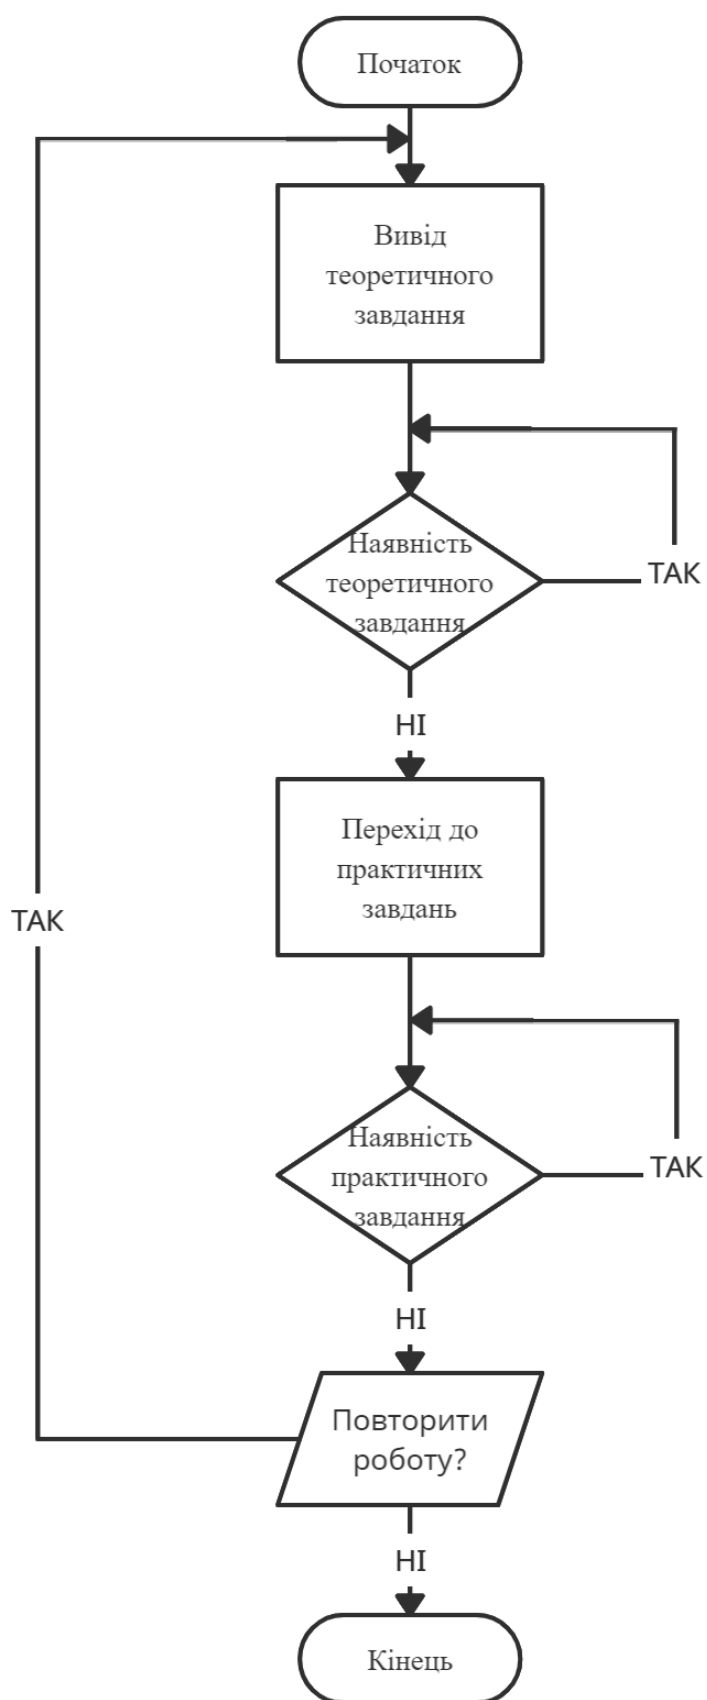 Початок
Вивід
теоретичного
завдання
Наявність
теоретичного
завдання
ТАК
НІ
Перехід до
практичних
завдань
ТАК
Наявність
практичного
завдання
ТАК
НІ
Повторити
роботу?
НІ
Кінець